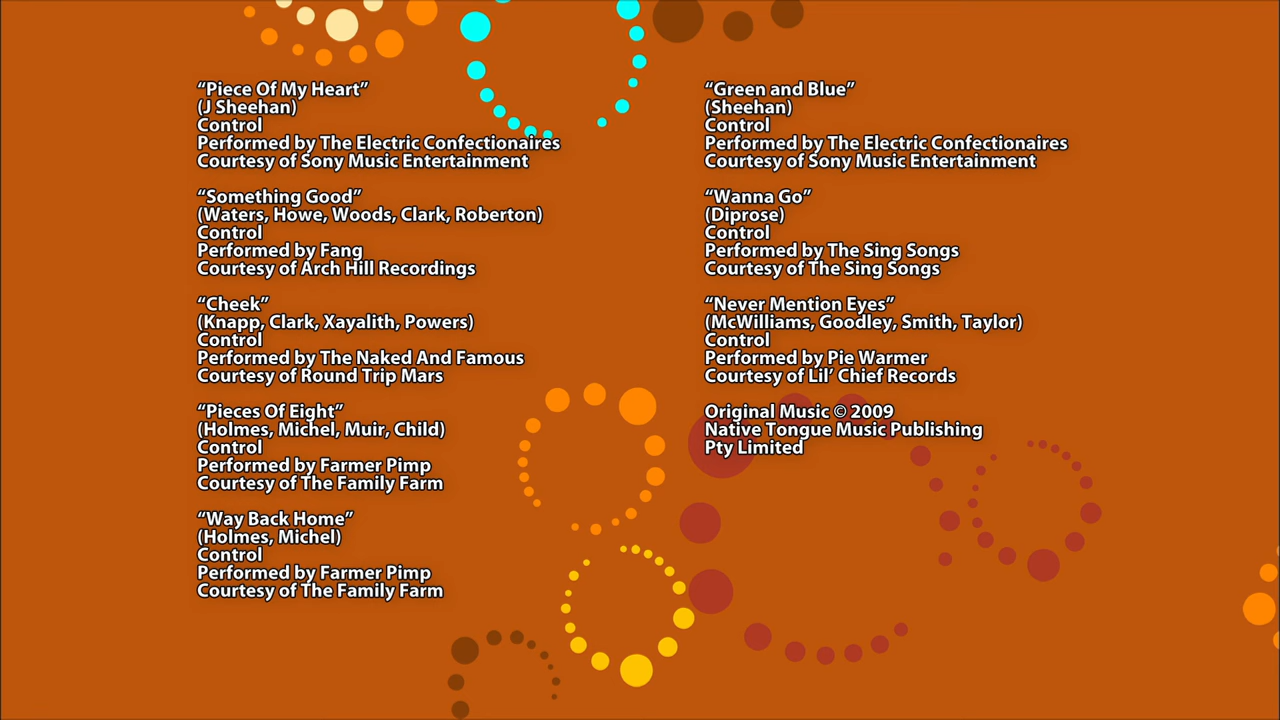 “Piece Of My Heart”
(J Sheehan)
Control
Performed by The Electric Confectionaires
Courtesy of Sony Music Entertainment
“Something Good”
(Waters, Howe, Woods, Clark, Roberton)
Control
Performed by Fang
Courtesy of Arch Hill Recordings
“Cheek”
(Knapp, Clark, Xayalith, Powers)
Control
Performed by The Naked And Famous
Courtesy of Round Trip Mars
“Pieces Of Eight”
(Holmes, Michel, Muir, Child)
Control
Performed by Farmer Pimp
Courtesy of The Family Farm
“Way Back Home”
(Holmes, Michel)
Control
Performed by Farmer Pimp
Courtesy of The Family Farm
“Green and Blue”
(Sheehan)
Control
Performed by The Electric Confectionaires
Courtesy of Sony Music Entertainment
“Wanna Go”
(Diprose)
Control
Performed by The Sing Songs
Courtesy of The Sing Songs
“Never Mention Eyes”
(McWilliams, Goodley, Smith, Taylor)
Control
Performed by Pie Warmer
Courtesy of Lil’ Chief Records
Original Music © 2009
Native Tongue Music Publishing
Pty Limited